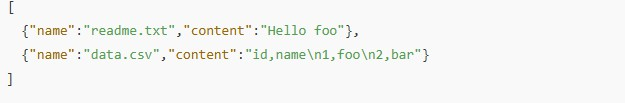 [
  {"name":"readme.txt","content":"Hello foo"},
  {"name":"data.csv","content":"id,name\n1,foo\n2,bar"}
]